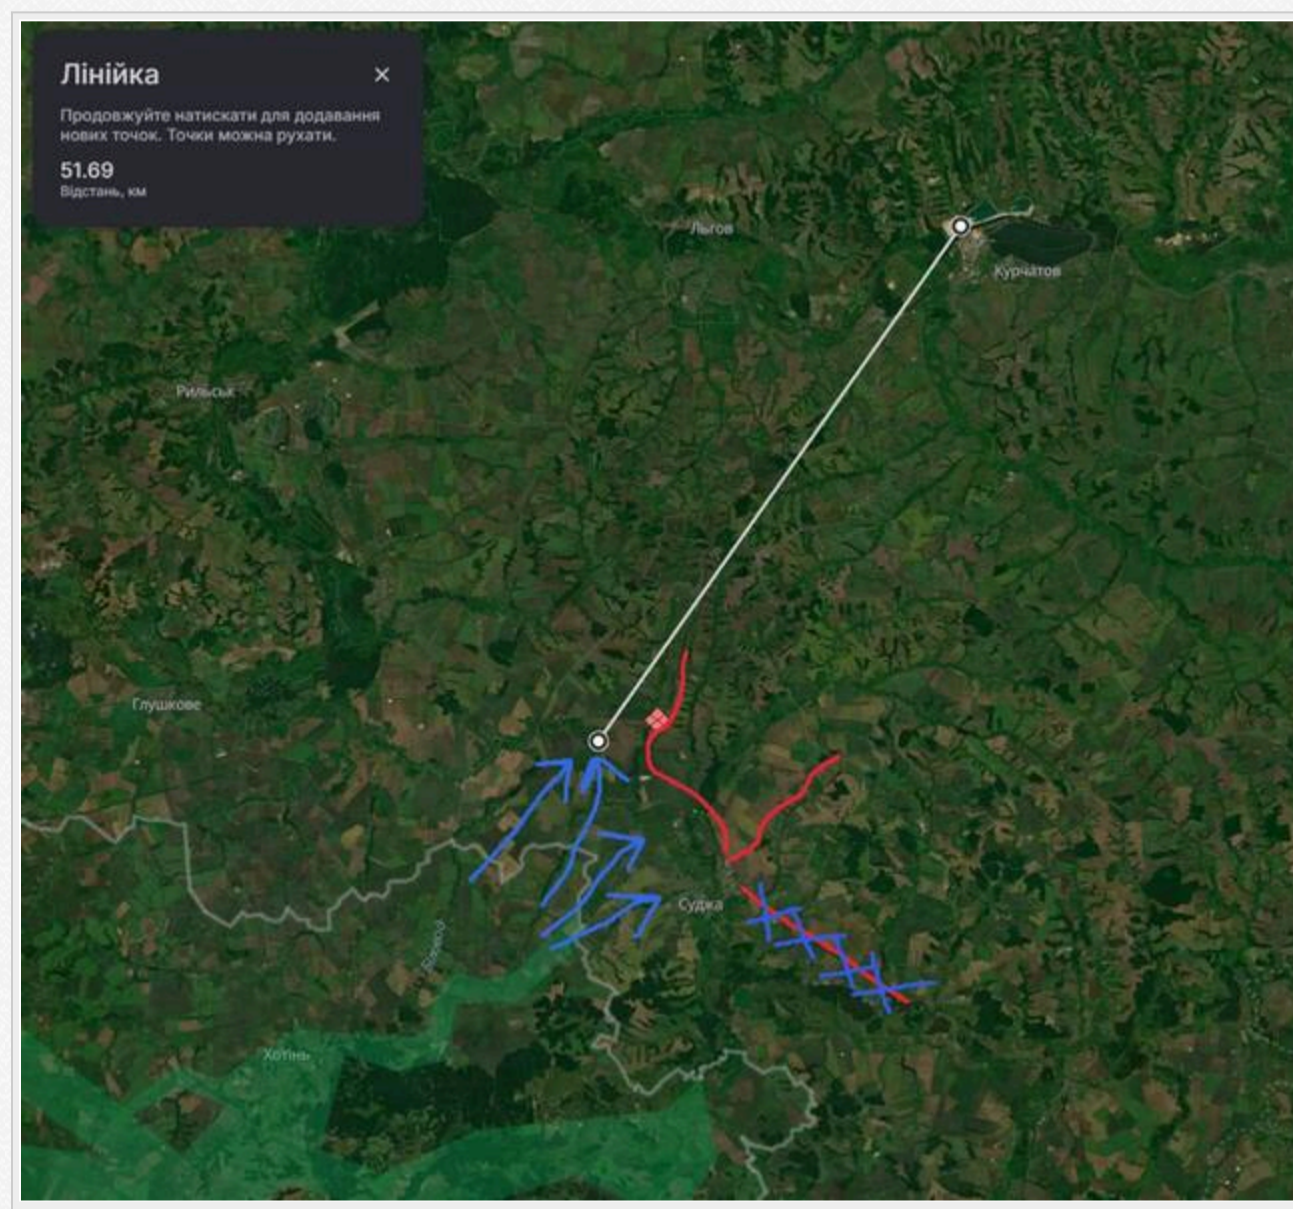 Лінійка
Продовжуйте натискати для додавання
нових точок. Точки можна рухати.
51.69
Відстань, км
Льгов
Курчатов
Рильськ
Глушкове
Суджа
Хотінь